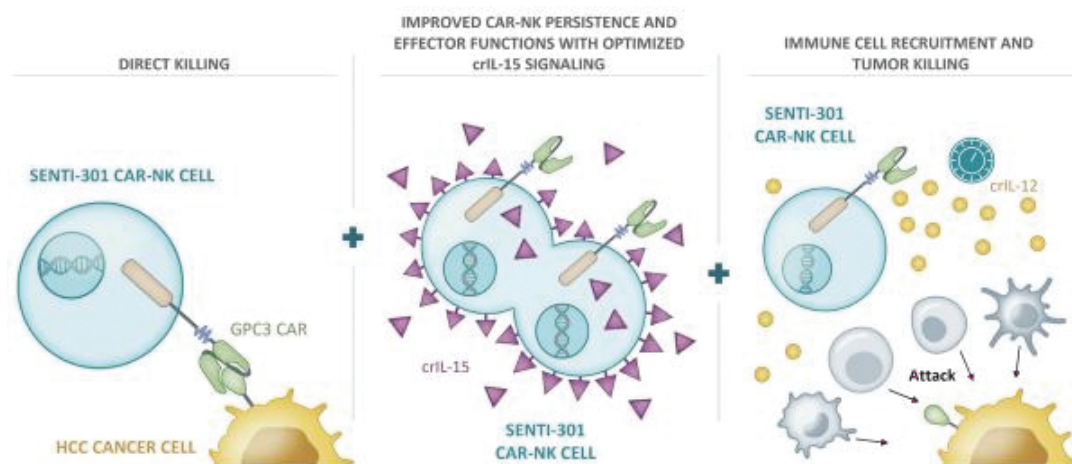 DIRECT KILLING
SENTI-301 CAR-NK CELL
GPC3 CAR
HCC CANCER CELL
IMPROVED CAR-NK PERSISTENCE AND
EFFECTOR FUNCTIONS WITH OPTIMIZED
crIL-15 SIGNALING
crIL-15
SENTI-301
CAR-NK CELL
IMMUNE CELL RECRUITMENT AND
TUMOR KILLING
SENTI-301
CAR-NK CELL
crIL-12
Attack